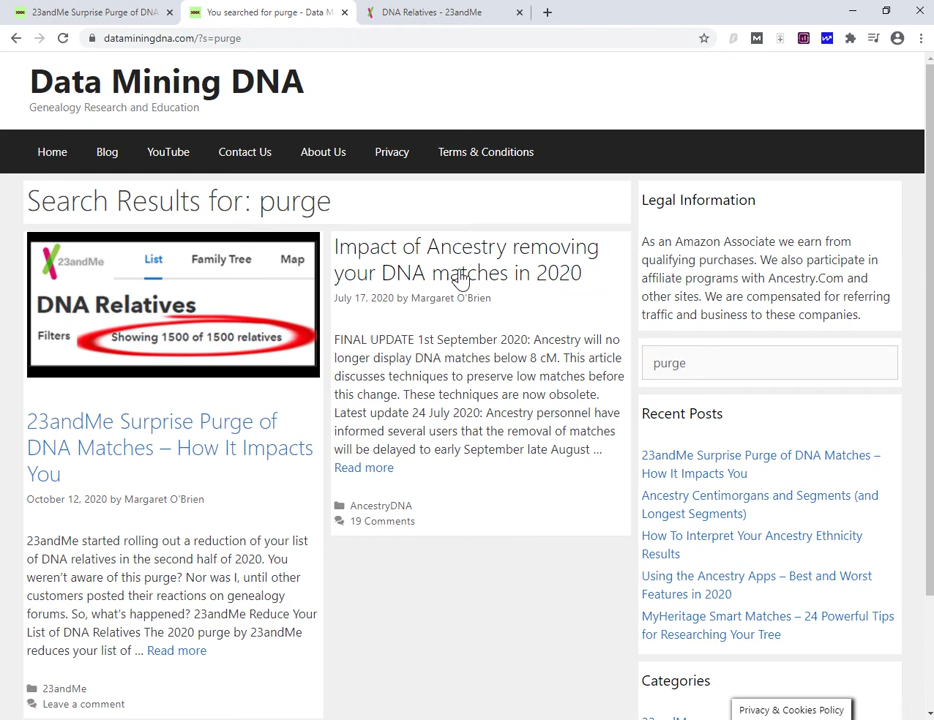 23andMe Surprise Purge of DNA
You searched for purge - Data M
DNA Relatives - 23andMe
dataminingdna.com/?s=purge
Data Mining DNA
Genealogy Research and Education
Home Blog YouTube Contact Us About Us Privacy Terms & Conditions
Search Results for: purge
23andMe
List Family Tree Map
DNA Relatives
Filters Showing 1500 of 1500 relatives
23andMe Surprise Purge of
DNA Matches – How It Impacts
You
October 12, 2020 by Margaret O'Brien
23andMe started rolling out a reduction of your list
of DNA relatives in the second half of 2020. You
weren't aware of this purge? Nor was I, until other
customers posted their reactions on genealogy
forums. So, what's happened? 23andMe Reduce Your
List of DNA Relatives The 2020 purge by 23andMe
reduces your list of ... Read more
23andMe
Leave a comment
Impact of Ancestry removing
your DNA matches in 2020
July 17, 2020 by Margaret O'Brien
FINAL UPDATE 1st September 2020: Ancestry will no
longer display DNA matches below 8 cM. This article
discusses techniques to preserve low matches before
this change. These techniques are now obsolete.
Latest update 24 July 2020: Ancestry personnel have
informed several users that the removal of matches
will be delayed to early September late August ...
Read more
AncestryDNA
19 Comments
Legal Information
As an Amazon Associate we earn from
qualifying purchases. We also participate in
affiliate programs with Ancestry.Com and
other sites. We are compensated for referring
traffic and business to these companies.
purge
Recent Posts
23andMe Surprise Purge of DNA Matches –
How It Impacts You
Ancestry Centimorgans and Segments (and
Longest Segments)
How To Interpret Your Ancestry Ethnicity
Results
Using the Ancestry Apps – Best and Worst
Features in 2020
MyHeritage Smart Matches – 24 Powerful Tips
for Researching Your Tree
Categories
Privacy & Cookies Policy